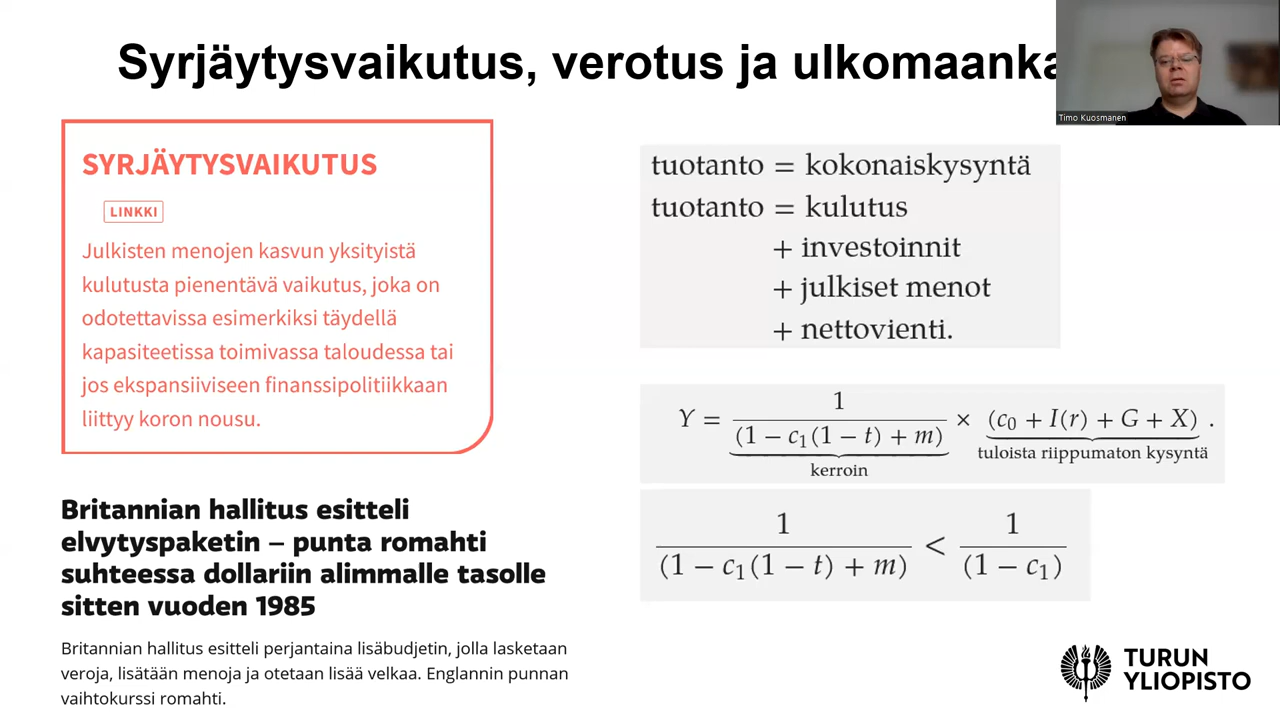 Syrjäytysvaikutus, verotus ja ulkomaanka
Timo Kuosmanen
SYRJÄYTYSVAIKUTUS
LINKKI
Julkisten menojen kasvun yksityistä
kulutusta pienentävä vaikutus, joka on
odotettavissa esimerkiksi täydellä
kapasiteetissa toimivassa taloudessa tai
jos ekspansiiviseen finanssipolitiikkaan
liittyy koron nousu.
Britannian hallitus esitteli
elvytyspaketin – punta romahti
suhteessa dollariin alimmalle tasolle
sitten vuoden 1985
Britannian hallitus esitteli perjantaina lisäbudjetin, jolla lasketaan
veroja, lisätään menoja ja otetaan lisää velkaa. Englannin punnan
vaihtokurssi romahti.
tuotanto = kokonaiskysyntä
tuotanto = kulutus
+ investoinnit
+ julkiset menot
+ nettovienti.
Y = 1 / (1 − c₁(1 − t) + m) × (c₀ + I(r) + G + X) .
kerroin
tuloista riippumaton kysyntä
1 / (1 − c₁(1 − t) + m) < 1 / (1 − c₁)
TURUN
YLIOPISTO